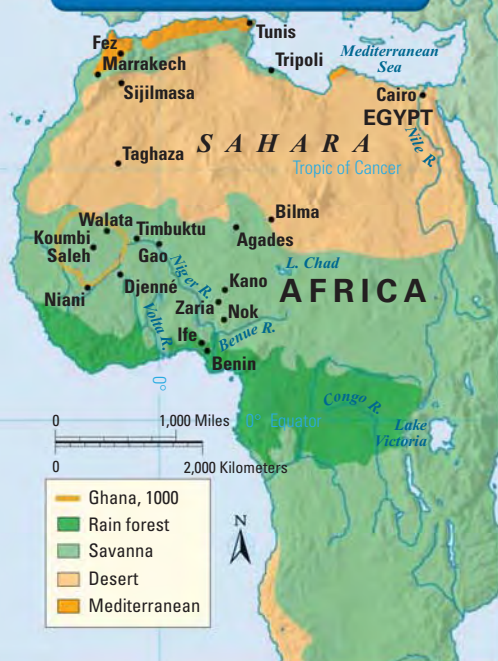 Tunis
Fez
Mediterranean
Sea
Marrakech
Tripoli
Sijilmasa
Cairo
EGYPT
SAHARA
Nile R.
Taghaza
Tropic of Cancer
Walata
Timbuktu
Bilma
Koumbi
Saleh
Gao
Agades
L. Chad
Niani
Djenné
Niger R.
Kano
AFRICA
Zaria
Nok
Volta R.
Ife
Benue R.
Benin
0°
Congo R.
0 1,000 Miles
0° Equator
Lake
Victoria
0 2,000 Kilometers
Ghana, 1000
Rain forest
Savanna
Desert
Mediterranean
N